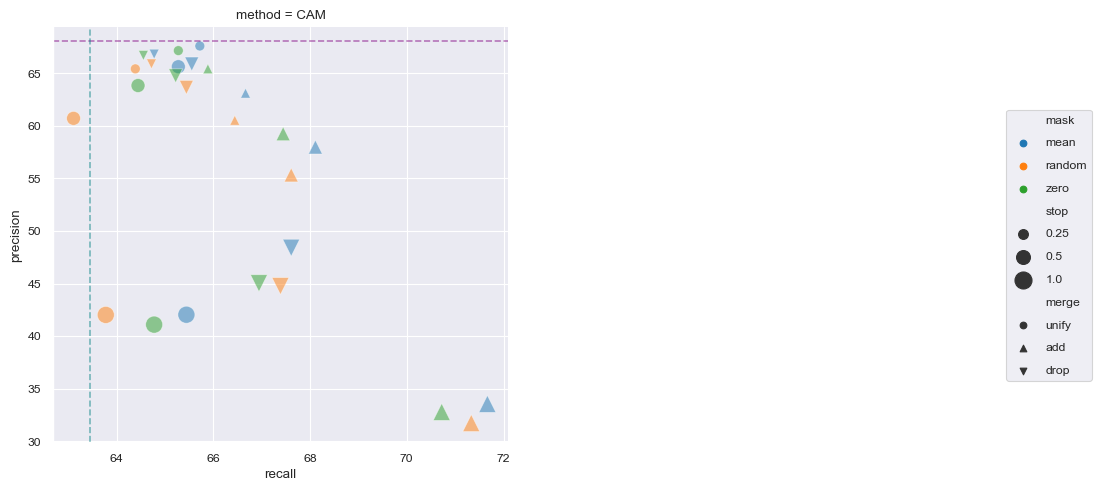 method = CAM
precision
65
60
55
50
45
40
35
30
64
66
68
70
72
recall
mask
mean
random
zero
stop
0.25
0.5
1.0
merge
unify
add
drop